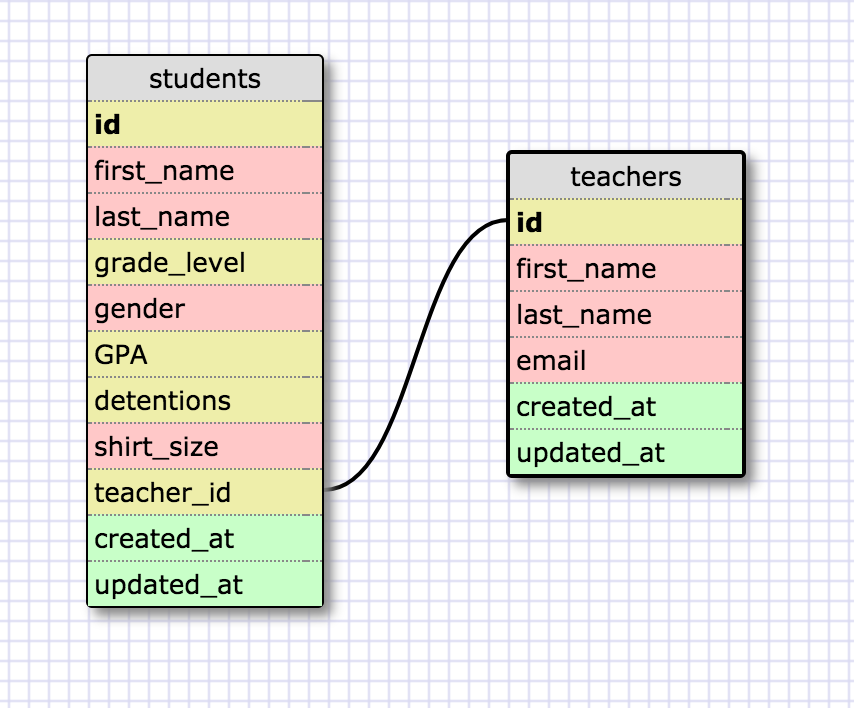 students
id
first_name
last_name
grade_level
gender
GPA
detentions
shirt_size
teacher_id
created_at
updated_at
teachers
id
first_name
last_name
email
created_at
updated_at